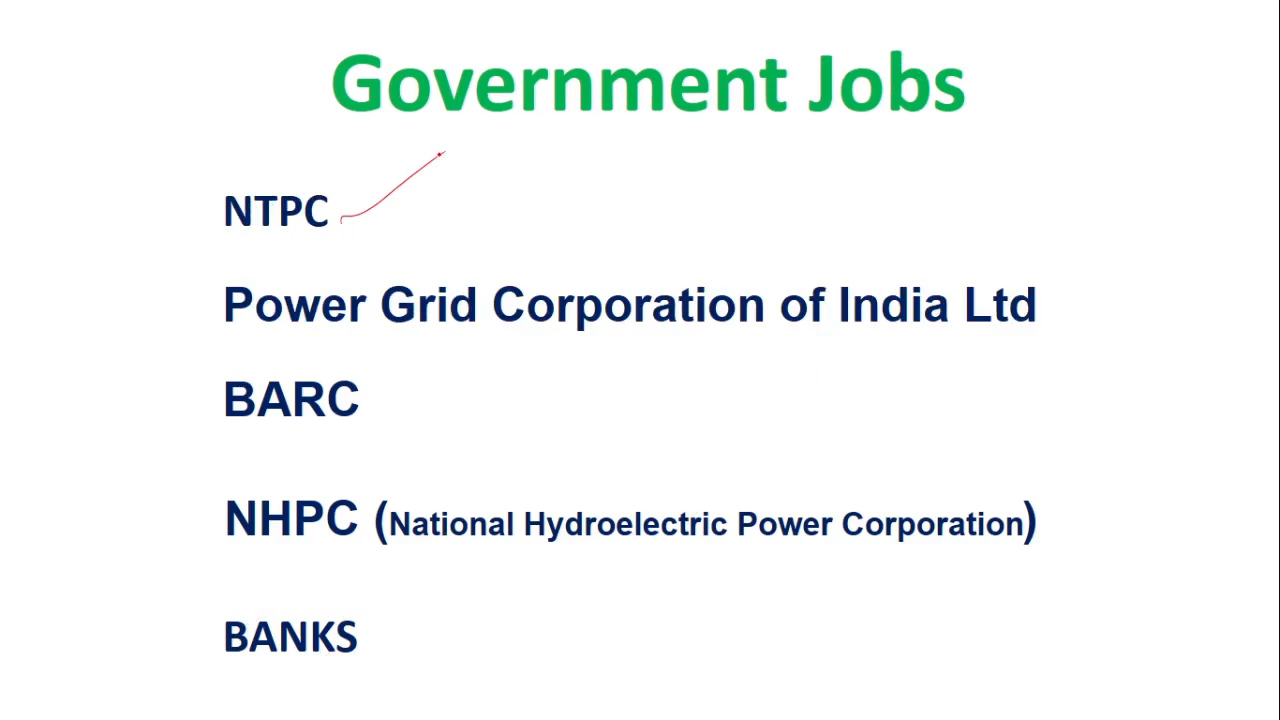 Government Jobs
NTPC
Power Grid Corporation of India Ltd
BARC
NHPC (National Hydroelectric Power Corporation)
BANKS